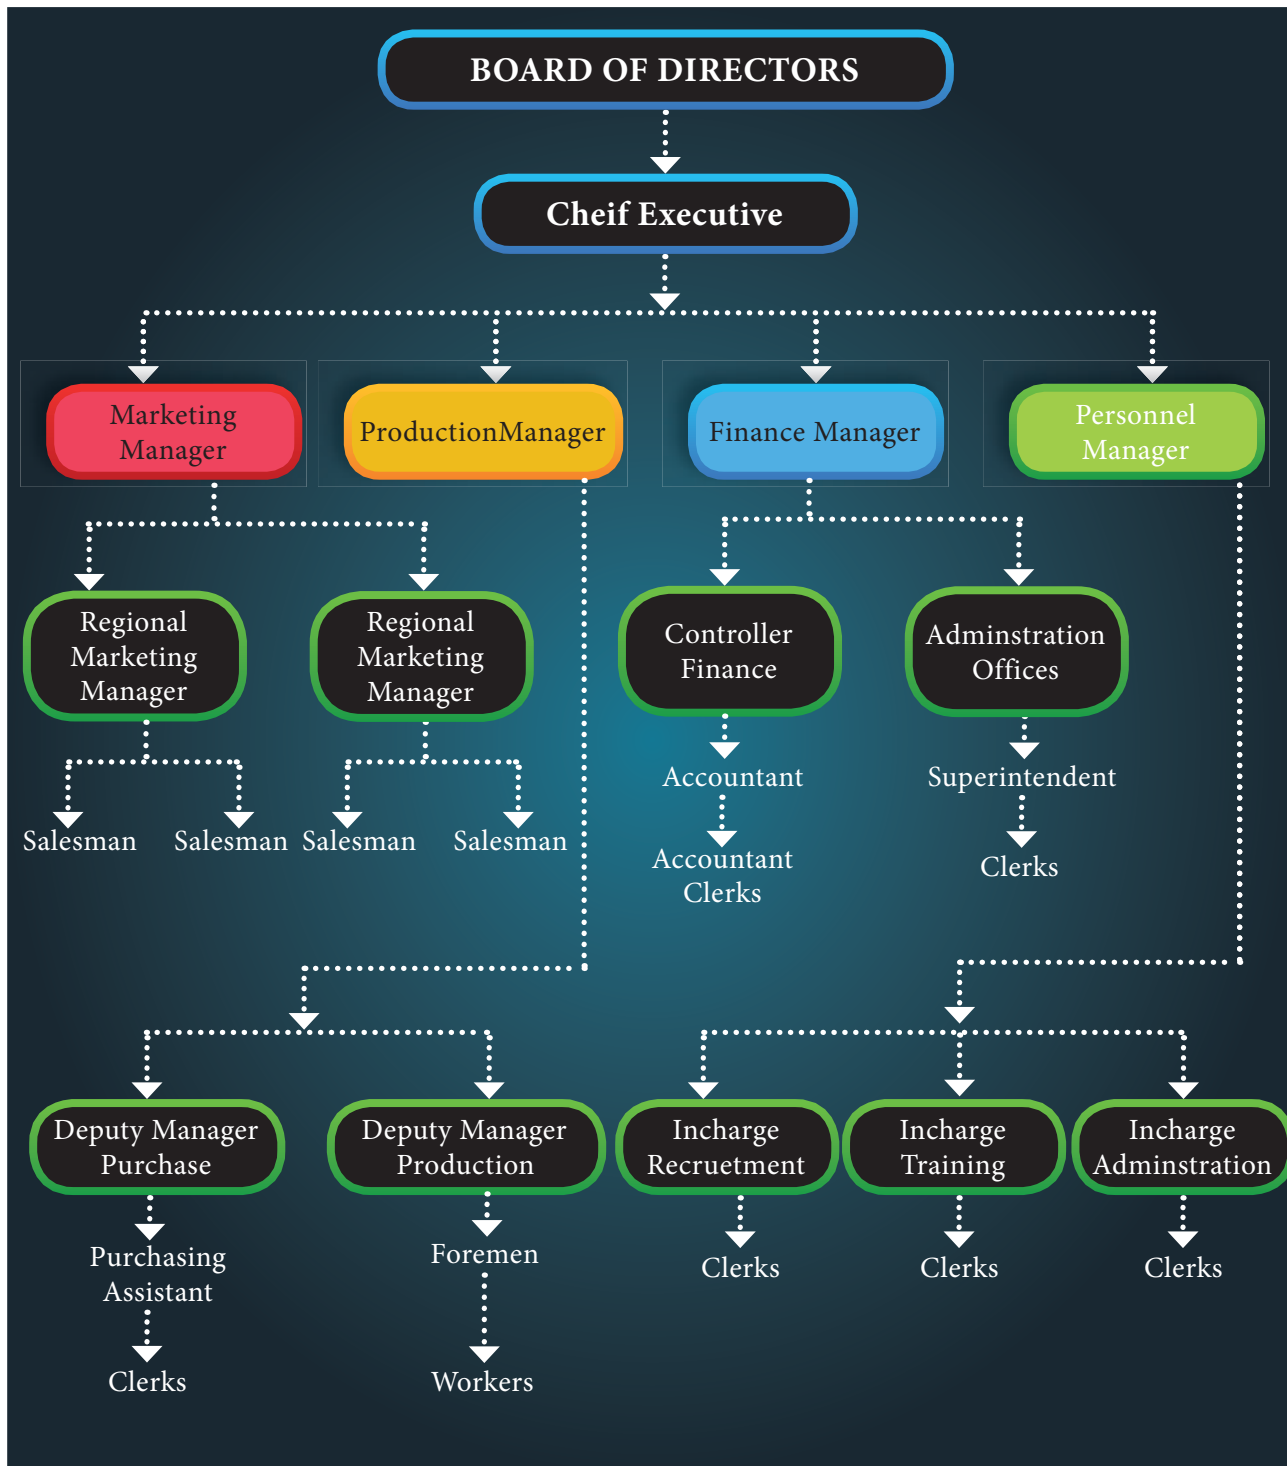 BOARD OF DIRECTORS
Cheif Executive
Marketing
Manager
ProductionManager
Finance Manager
Personnel
Manager
Regional
Marketing
Manager
Regional
Marketing
Manager
Controller
Finance
Adminstration
Offices
Salesman
Salesman
Salesman
Salesman
Accountant
Superintendent
Accountant
Clerks
Clerks
Deputy Manager
Purchase
Deputy Manager
Production
Incharge
Recruetment
Incharge
Training
Incharge
Adminstration
Purchasing
Assistant
Foremen
Clerks
Clerks
Clerks
Clerks
Workers